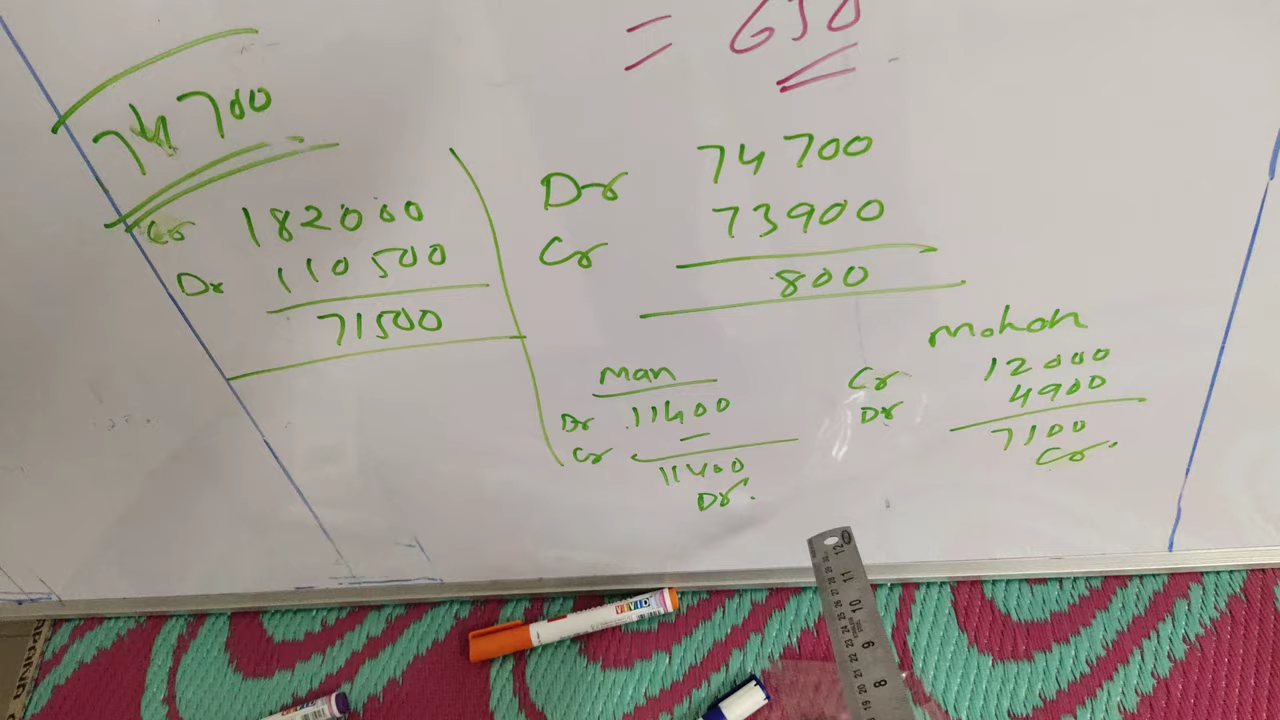 = 650
74700
Cr 182000
Dr 110500
71500
Dr 74700
Cr 73900
800
Man
Dr 11400
Cr —
11400
Dr.
Mohan
Cr 12000
Dr 4900
7100
Cr.
VIVID